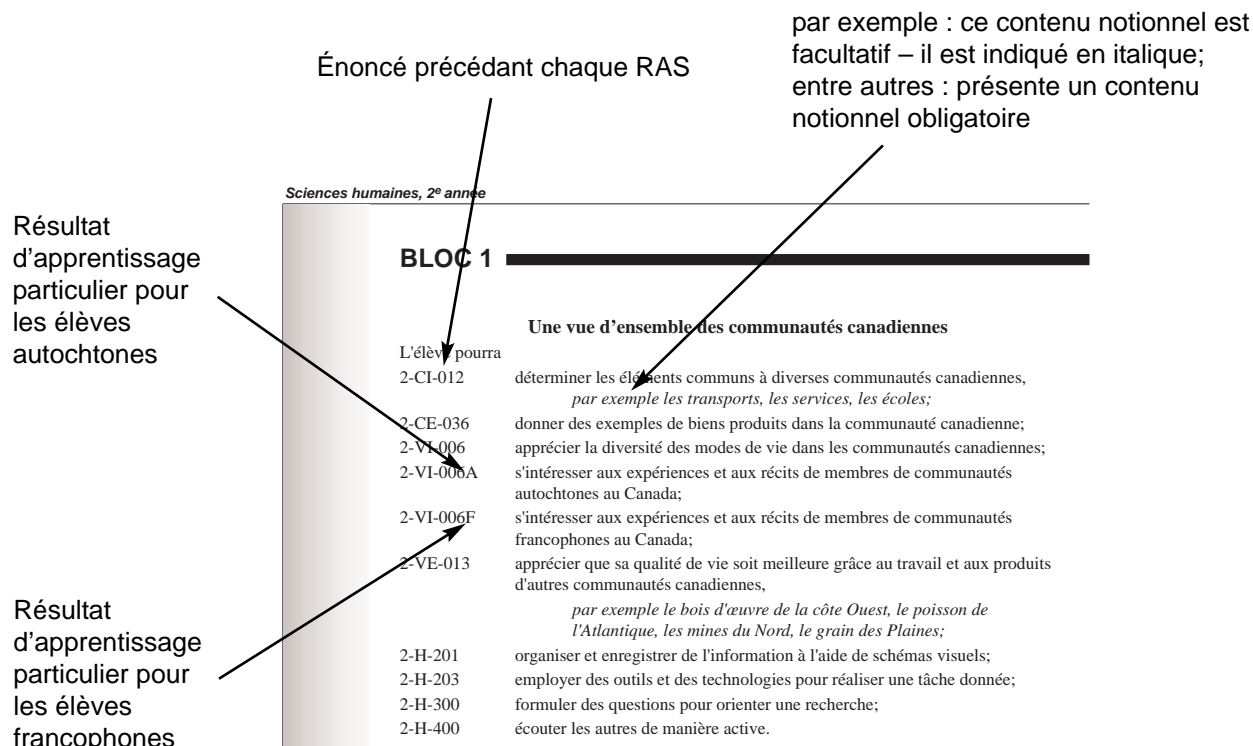 par exemple : ce contenu notionnel est
facultatif – il est indiqué en italique;
entre autres : présente un contenu
notionnel obligatoire
Énoncé précédant chaque RAS
Sciences humaines, 2e année
Résultat
d'apprentissage
particulier pour
les élèves
autochtones
BLOC 1
Une vue d'ensemble des communautés canadiennes
L'élève pourra
2-CI-012 déterminer les éléments communs à diverses communautés canadiennes,
par exemple les transports, les services, les écoles;
2-CE-036 donner des exemples de biens produits dans la communauté canadienne;
2-VI-006 apprécier la diversité des modes de vie dans les communautés canadiennes;
2-VI-006A s'intéresser aux expériences et aux récits de membres de communautés
autochtones au Canada;
2-VI-006F s'intéresser aux expériences et aux récits de membres de communautés
francophones au Canada;
2-VE-013 apprécier que sa qualité de vie soit meilleure grâce au travail et aux produits
d'autres communautés canadiennes,
par exemple le bois d'œuvre de la côte Ouest, le poisson de
l'Atlantique, les mines du Nord, le grain des Plaines;
2-H-201 organiser et enregistrer de l'information à l'aide de schémas visuels;
2-H-203 employer des outils et des technologies pour réaliser une tâche donnée;
2-H-300 formuler des questions pour orienter une recherche;
2-H-400 écouter les autres de manière active.
Résultat
d'apprentissage
particulier pour
les élèves
francophones